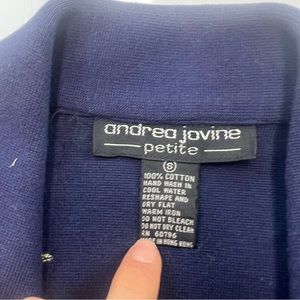 andrea jovine
petite
S
100% COTTON
HAND WASH IN
COOL WATER
RESHAPE AND
DRY FLAT
WARM IRON
DO NOT BLEACH
DO NOT DRY CLEAN
RN 60796
MADE IN HONG KONG